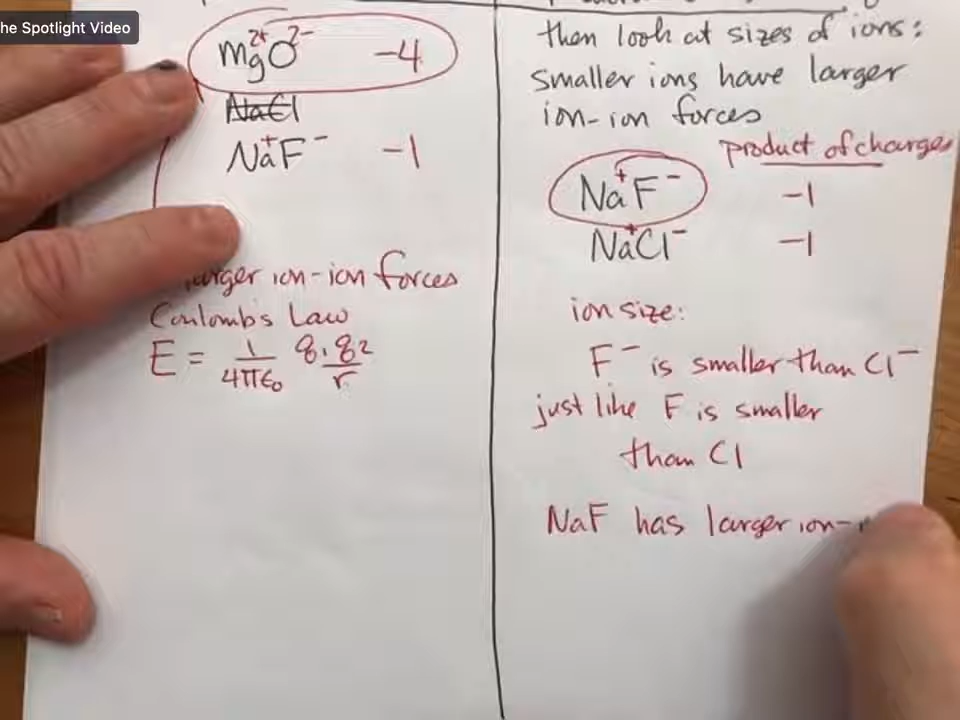 he Spotlight Video
Mg2+O2- -4
NaCl
Na+F- -1
larger ion-ion forces
Coulomb's Law
E = 1/4πϵ0 q1q2/r
then look at sizes of ions:
smaller ions have larger
ion-ion forces
product of charges
Na+F- -1
Na+Cl- -1
ion size:
F- is smaller than Cl-
just like F is smaller
than Cl
NaF has larger ion-